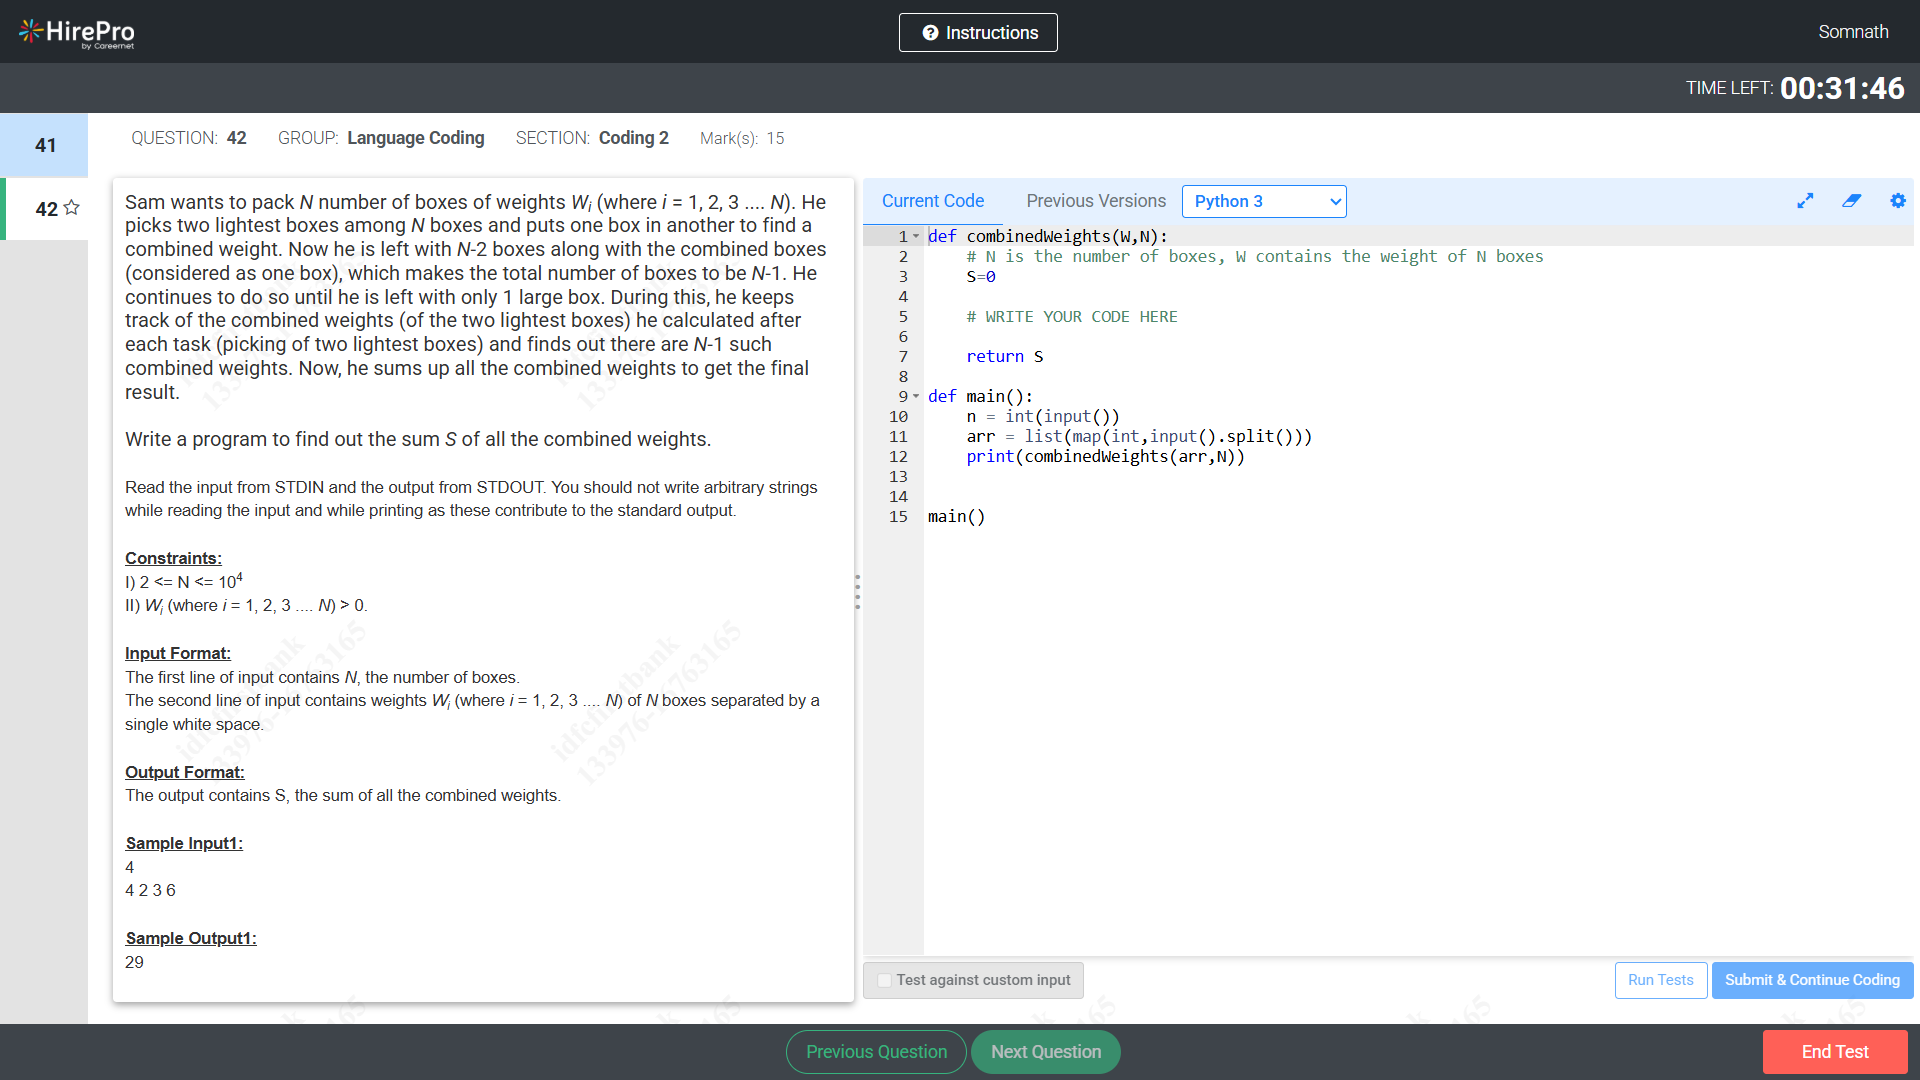 HirePro
by Careernet
Instructions
Somnath
TIME LEFT: 00:31:46
41
42
QUESTION: 42 GROUP: Language Coding SECTION: Coding 2 Mark(s): 15
Sam wants to pack N number of boxes of weights Wi (where i = 1, 2, 3 .... N). He
picks two lightest boxes among N boxes and puts one box in another to find a
combined weight. Now he is left with N-2 boxes along with the combined boxes
(considered as one box), which makes the total number of boxes to be N-1. He
continues to do so until he is left with only 1 large box. During this, he keeps
track of the combined weights (of the two lightest boxes) he calculated after
each task (picking of two lightest boxes) and finds out there are N-1 such
combined weights. Now, he sums up all the combined weights to get the final
result.
Write a program to find out the sum S of all the combined weights.
Read the input from STDIN and the output from STDOUT. You should not write arbitrary strings
while reading the input and while printing as these contribute to the standard output.
Constraints:
I) 2 <= N <= 10^4
II) Wi (where i = 1, 2, 3 .... N) > 0.
Input Format:
The first line of input contains N, the number of boxes.
The second line of input contains weights Wi (where i = 1, 2, 3 .... N) of N boxes separated by a
single white space.
Output Format:
The output contains S, the sum of all the combined weights.
Sample Input1:
4
4 2 3 6
Sample Output1:
29
Current Code Previous Versions Python 3
1 def combinedWeights(W,N):
2 # N is the number of boxes, W contains the weight of N boxes
3 S=0
4
5 # WRITE YOUR CODE HERE
6
7 return S
8
9 def main():
10 n = int(input())
11 arr = list(map(int,input().split()))
12 print(combinedWeights(arr,N))
13
14
15 main()
Test against custom input
Run Tests
Submit & Continue Coding
Previous Question
Next Question
End Test